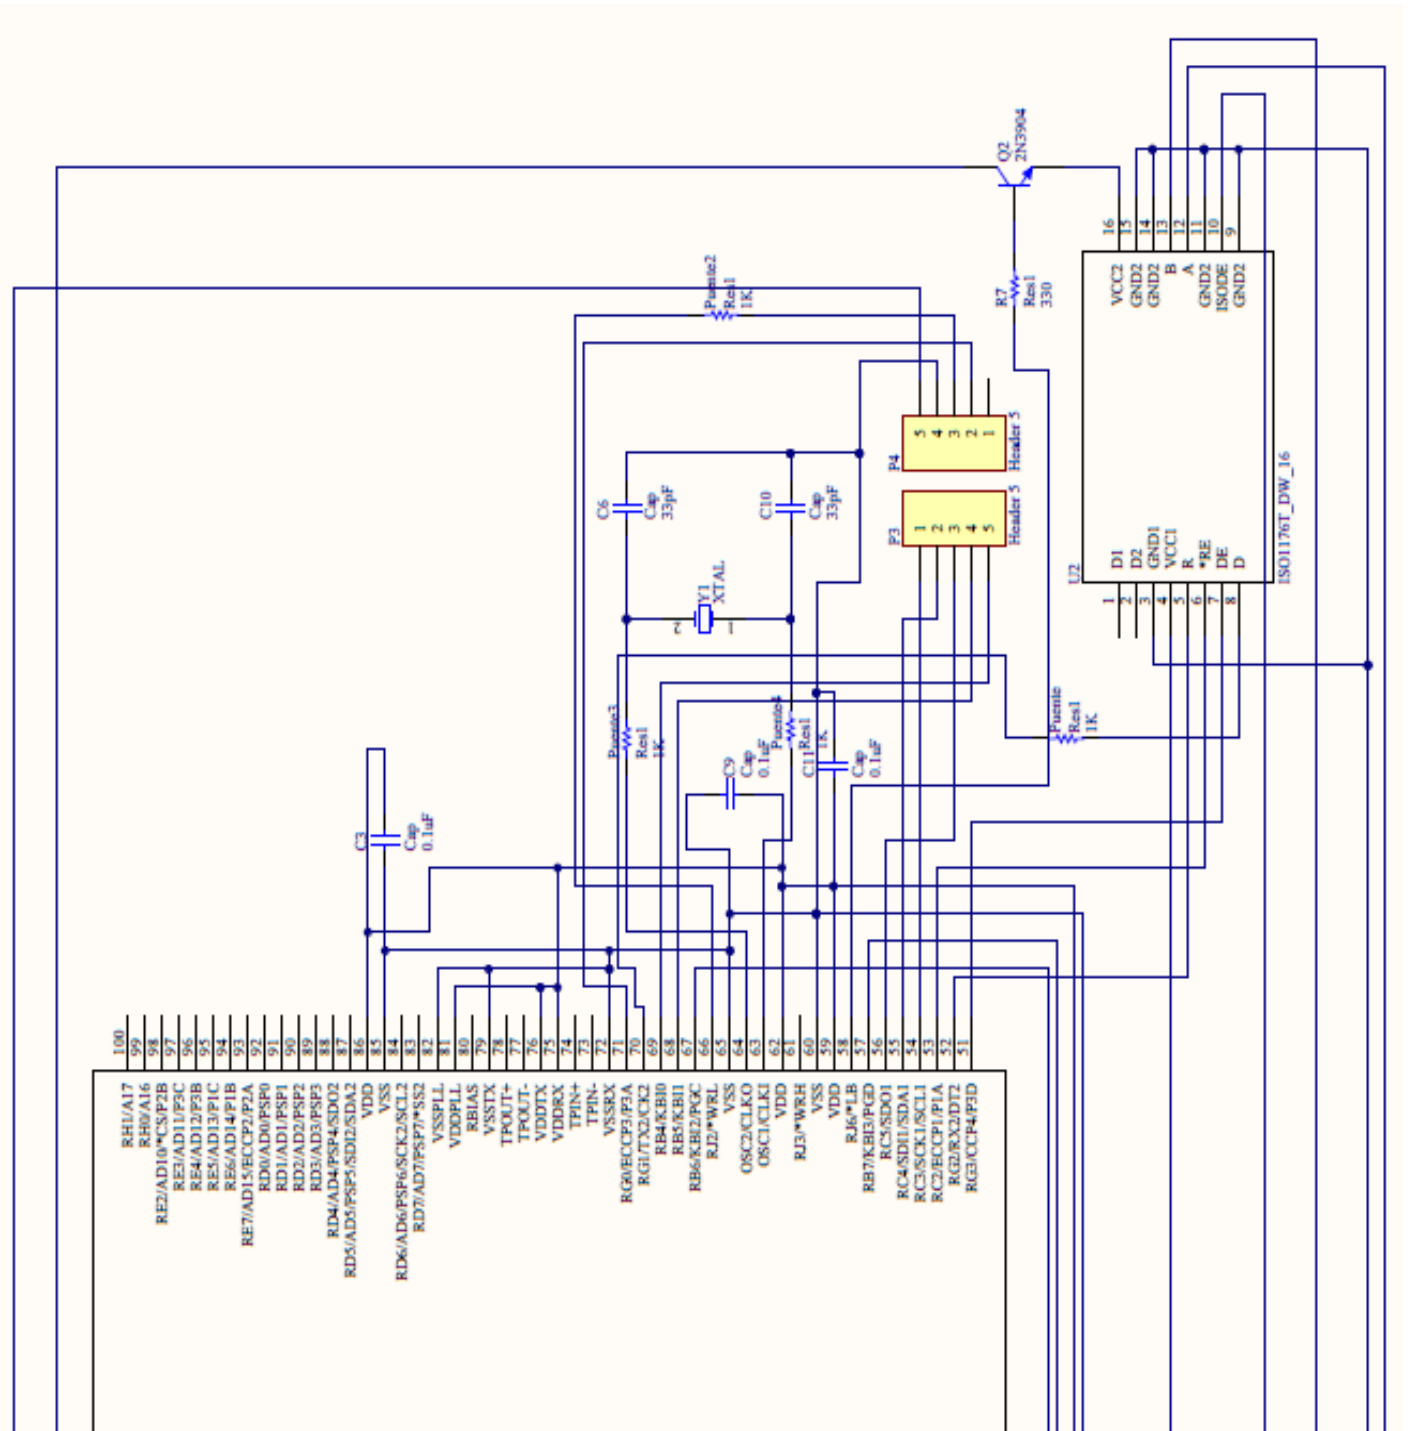 Q2
2N3904
R7
Res1
330
Puente2
Res1
1K
16
15
14
13
12
11
10
9
VCC2
GND2
GND2
B
A
GND2
ISODE
GND2
D1
D2
GND1
VCC1
R
*RE
DE
D
U2
ISO1176T_DW_16
1
2
3
4
5
6
7
8
P4
5
4
3
2
1
Header 5
P3
1
2
3
4
5
Header 5
C6
Cap
33pF
C10
Cap
33pF
Y1
XTAL
2
1
Puente3
Res1
1K
Puente4
Res1
1K
Puente
Res1
1K
C9
Cap
0.1uF
C11
Cap
0.1uF
C3
Cap
0.1uF
100
99
98
97
96
95
94
93
92
91
90
89
88
87
86
85
84
83
82
81
80
79
78
77
76
75
74
73
72
71
70
69
68
67
66
65
64
63
62
61
60
59
58
57
56
55
54
53
52
51
RH1/A17
RH0/A16
RE2/AD10/*CS/P2B
RE3/AD11/P3C
RE4/AD12/P3B
RE5/AD13/P1C
RE6/AD14/P1B
RE7/AD15/ECCP2/P2A
RD0/AD0/PSP0
RD1/AD1/PSP1
RD2/AD2/PSP2
RD3/AD3/PSP3
RD4/AD4/PSP4/SDO2
RD5/AD5/PSP5/SDI2/SDA2
VDD
VSS
RD6/AD6/PSP6/SCK2/SCL2
RD7/AD7/PSP7/*SS2
VSSPLL
VDDPLL
RBIAS
VSSTX
TPOUT+
TPOUT-
VDDTX
VDDRX
TPIN+
TPIN-
VSSRX
RG0/ECCP3/P3A
RG1/TX2/CK2
RB4/KBI0
RB5/KBI1
RB6/KBI2/PGC
RJ2/*WRL
VSS
OSC2/CLKO
OSC1/CLKI
VDD
RJ3/*WRH
VSS
VDD
RJ6/*LB
RB7/KBI3/PGD
RC5/SDO1
RC4/SDI1/SDA1
RC3/SCK1/SCL1
RC2/ECCP1/P1A
RG2/RX2/DT2
RG3/CCP4/P3D